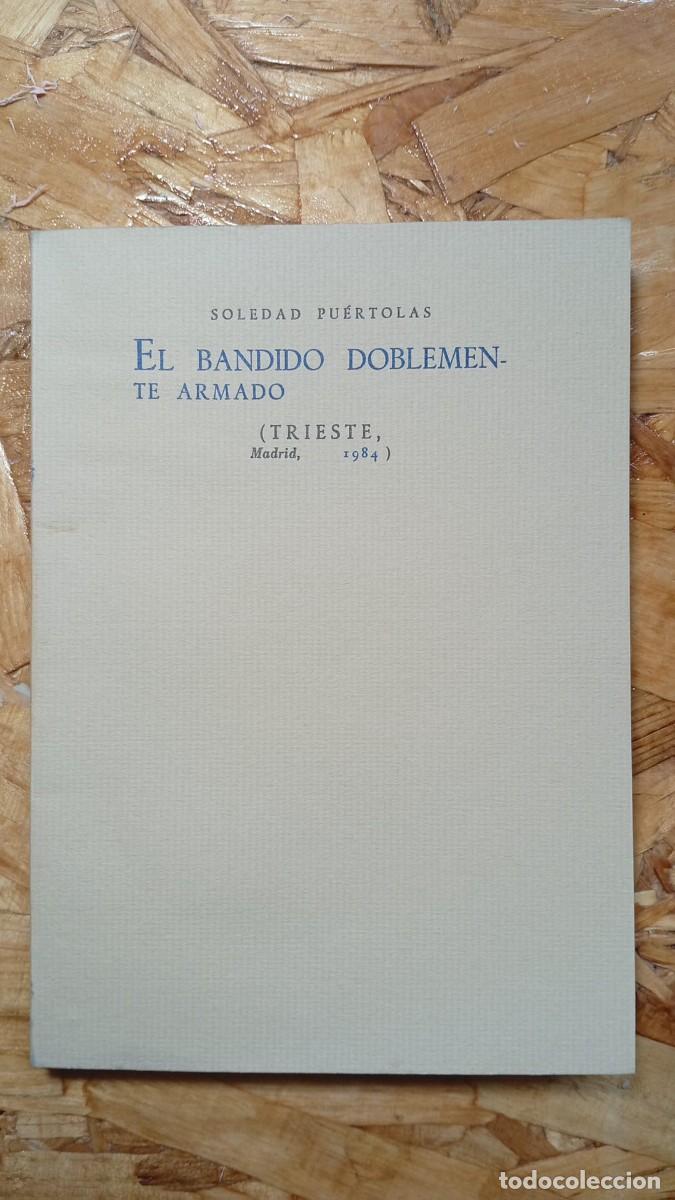 SOLEDAD PUÉRTOLAS
EL BANDIDO DOBLEMEN-
TE ARMADO
(TRIESTE,
Madrid, 1984)
todocoleccion